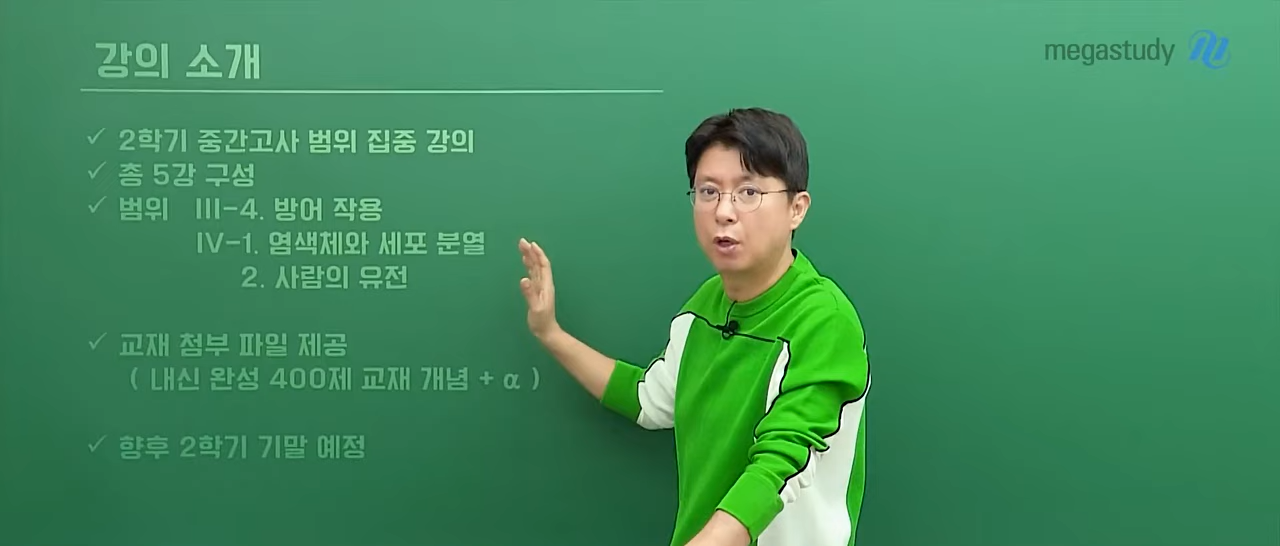 강의 소개
megastudy
✓ 2학기 중간고사 범위 집중 강의
✓ 총 5강 구성
✓ 범위 III-4. 방어 작용
IV-1. 염색체와 세포 분열
2. 사람의 유전
✓ 교재 첨부 파일 제공
( 내신 완성 400제 교재 개념 + α )
✓ 향후 2학기 기말 예정